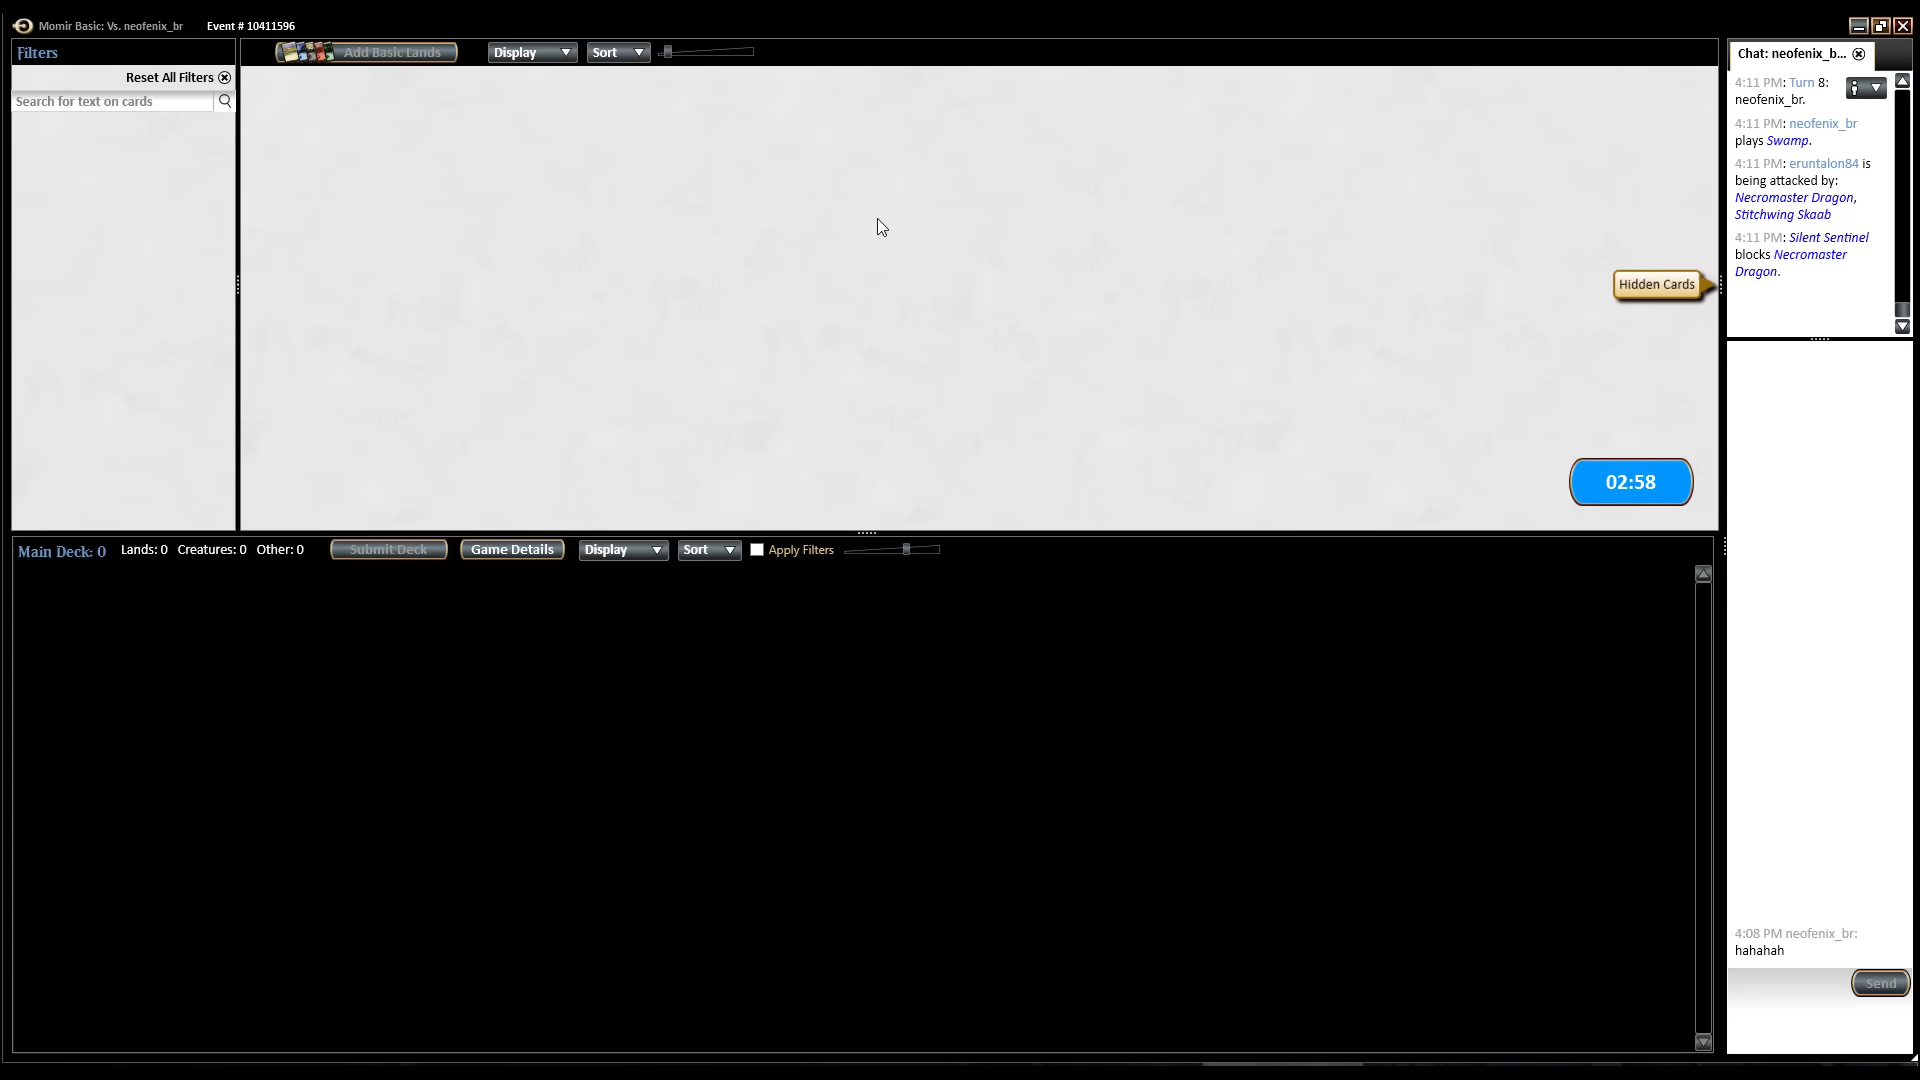 Momir Basic: Vs. neofenix_br Event # 10411596
Filters
Reset All Filters
Search for text on cards
Add Basic Lands Display Sort
Hidden Cards
02:58
Main Deck: 0 Lands: 0 Creatures: 0 Other: 0 Submit Deck Game Details Display Sort Apply Filters
Chat: neofenix_b...
4:11 PM: Turn 8:
neofenix_br.
4:11 PM: neofenix_br
plays Swamp.
4:11 PM: eruntalon84 is
being attacked by:
Necromaster Dragon,
Stitchwing Skaab
4:11 PM: Silent Sentinel
blocks Necromaster
Dragon.
4:08 PM neofenix_br:
hahahah
Send